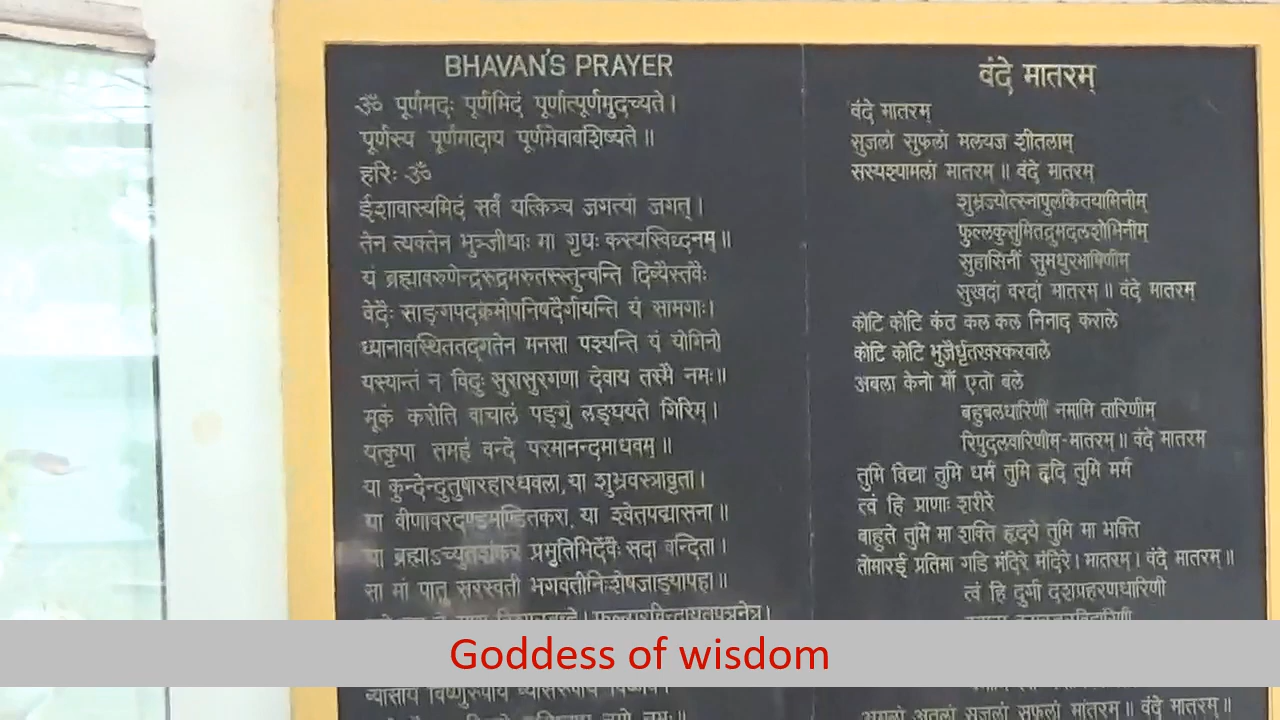 BHAVAN'S PRAYER
ॐ पूर्णमदः पूर्णमिदं पूर्णात्पूर्णमुदच्यते।
पूर्णस्य पूर्णमादाय पूर्णमेवावशिष्यते॥
हरिः ॐ
ईशावास्यमिदं सर्वं यत्किञ्च जगत्यां जगत्।
तेन त्यक्तेन भुञ्जीथाः मा गृधः कस्यस्विद्धनम्॥
यं ब्रह्मावरुणेन्द्ररुद्रमरुतस्स्तुन्वन्ति दिव्यैस्तवैः
वेदैः साङ्गपदक्रमोपनिषदैर्गायन्ति यं सामगाः।
ध्यानावस्थिततद्गतेन मनसा पश्यन्ति यं योगिनो
यस्यान्तं न विदुः सुरासुरगणा देवाय तस्मै नमः॥
मूकं करोति वाचालं पङ्गुं लङ्घयते गिरिम्।
यत्कृपा तमहं वन्दे परमानन्दमाधवम्॥
या कुन्देन्दुतुषारहारधवला, या शुभ्रवस्त्रावृता।
या वीणावरदण्डमण्डितकरा, या श्वेतपद्मासना॥
या ब्रह्माऽच्युतशंकर प्रभृतिभिर्देवैः सदा वन्दिता।
सा मां पातु सरस्वती भगवतीनिःशेषजाड्यापहा॥
वंदे मातरम्
वंदे मातरम्
सुजलां सुफलां मलयज शीतलाम्
सस्यश्यामलां मातरम्॥ वंदे मातरम्
शुभ्रज्योत्स्नापुलकितयामिनीम्
फुल्लकुसुमितद्रुमदलशोभिनीम्
सुहासिनीं सुमधुरभाषिणीम्
सुखदां वरदां मातरम्॥ वंदे मातरम्
कोटि कोटि कंठ कल कल निनाद कराले
कोटि कोटि भुजैर्धृतखरकरवाले
अबला केनो माँ एतो बले
बहुबलधारिणीं नमामि तारिणीम्
रिपुदलवारिणीम्-मातरम्॥ वंदे मातरम्
तुमि विद्या तुमि धर्म तुमि हृदि तुमि मर्म
त्वं हि प्राणाः शरीरे
बाहुते तुमि मा शक्ति हृदये तुमि मा भक्ति
तोमारई प्रतिमा गडि मंदिरे मंदिरे। मातरम्। वंदे मातरम्॥
त्वं हि दुर्गा दशप्रहरणधारिणी
अमलां अतुलां सुजलां सुफलां मातरम्॥ वंदे मातरम्॥
Goddess of wisdom